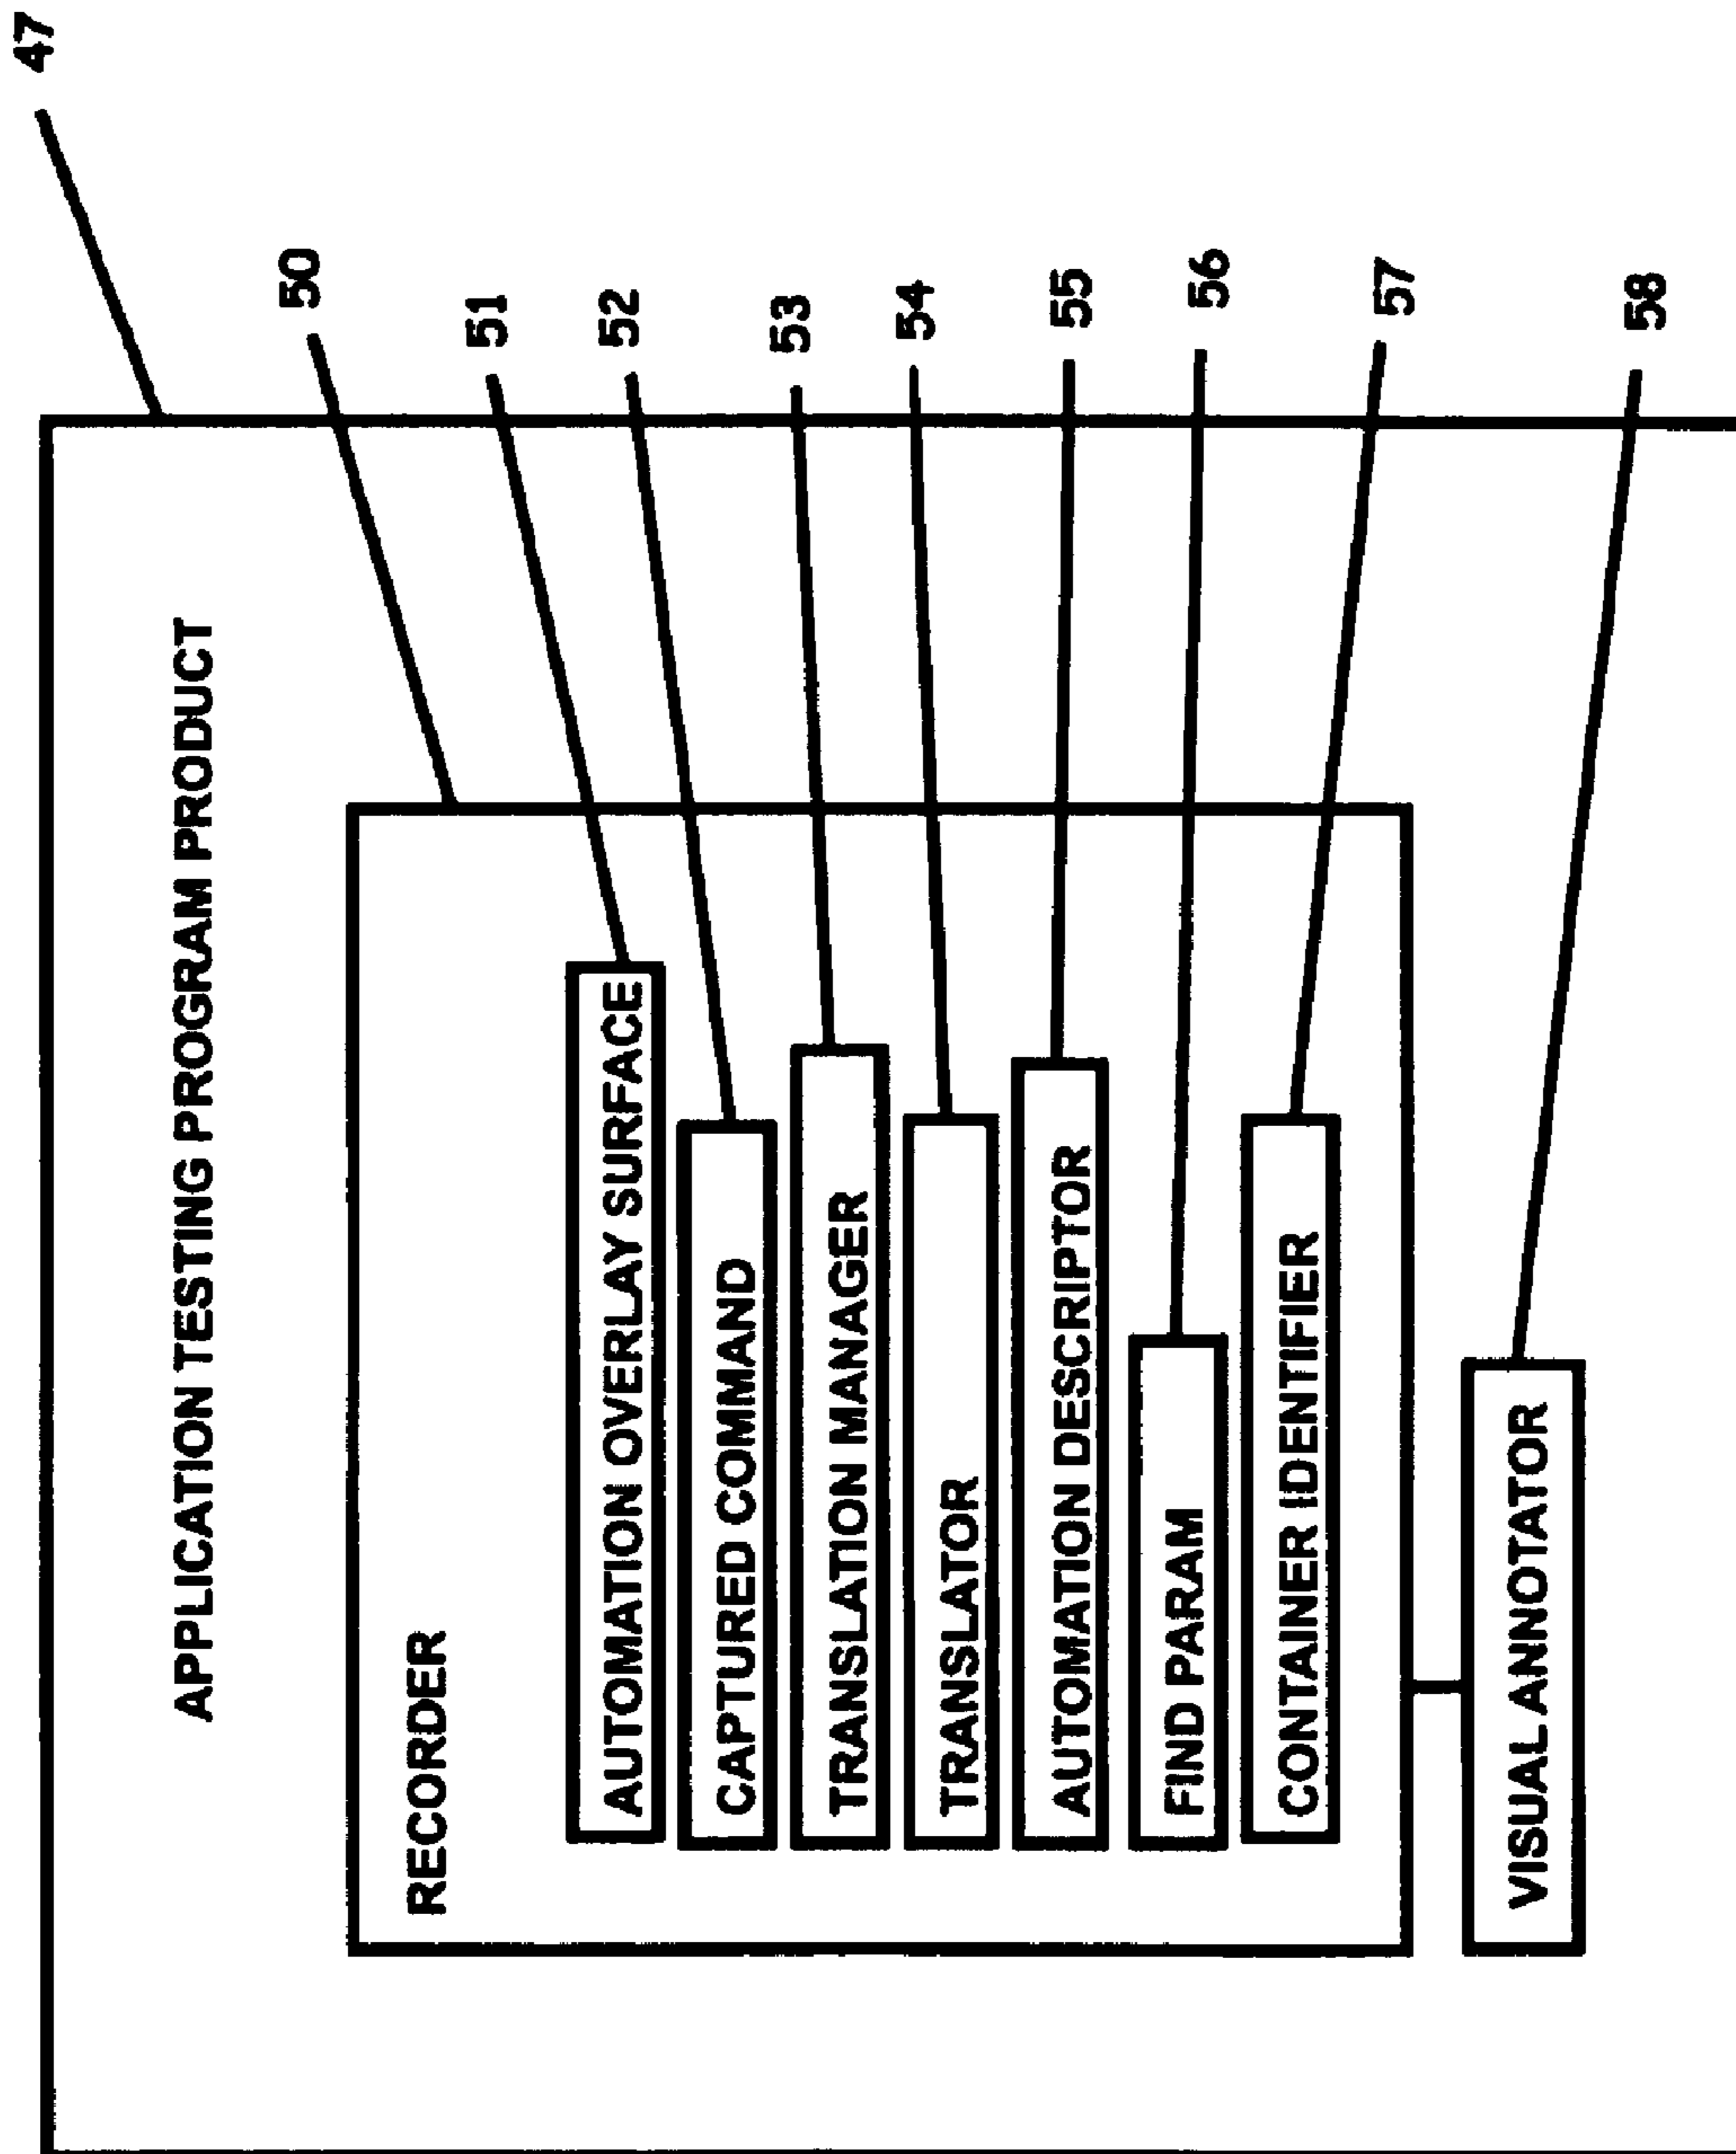 47
APPLICATION TESTING PROGRAM PRODUCT
50
RECORDER
51
AUTOMATION OVERLAY SURFACE
52
CAPTURED COMMAND
53
TRANSLATION MANAGER
54
TRANSLATOR
55
AUTOMATION DESCRIPTOR
56
FIND PARAM
57
CONTAINER IDENTIFIER
58
VISUAL ANNOTATOR